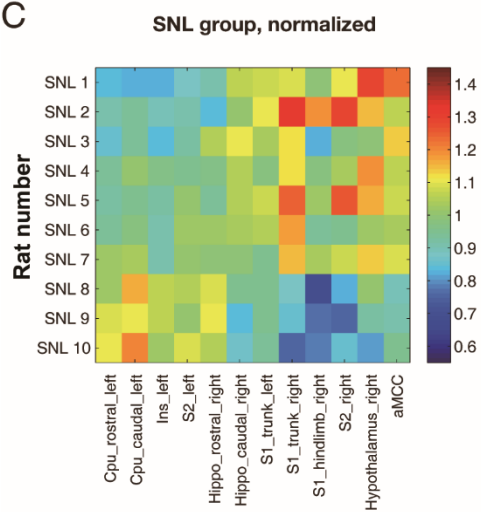 C
SNL group, normalized
Rat number
SNL 1
SNL 2
SNL 3
SNL 4
SNL 5
SNL 6
SNL 7
SNL 8
SNL 9
SNL 10
1.4
1.3
1.2
1.1
1
0.9
0.8
0.7
0.6
Cpu_rostral_left
Cpu_caudal_left
Ins_left
S2_left
Hippo_rostral_right
Hippo_caudal_right
S1_trunk_left
S1_trunk_right
S1_hindlimb_right
S2_right
Hypothalamus_right
aMCC